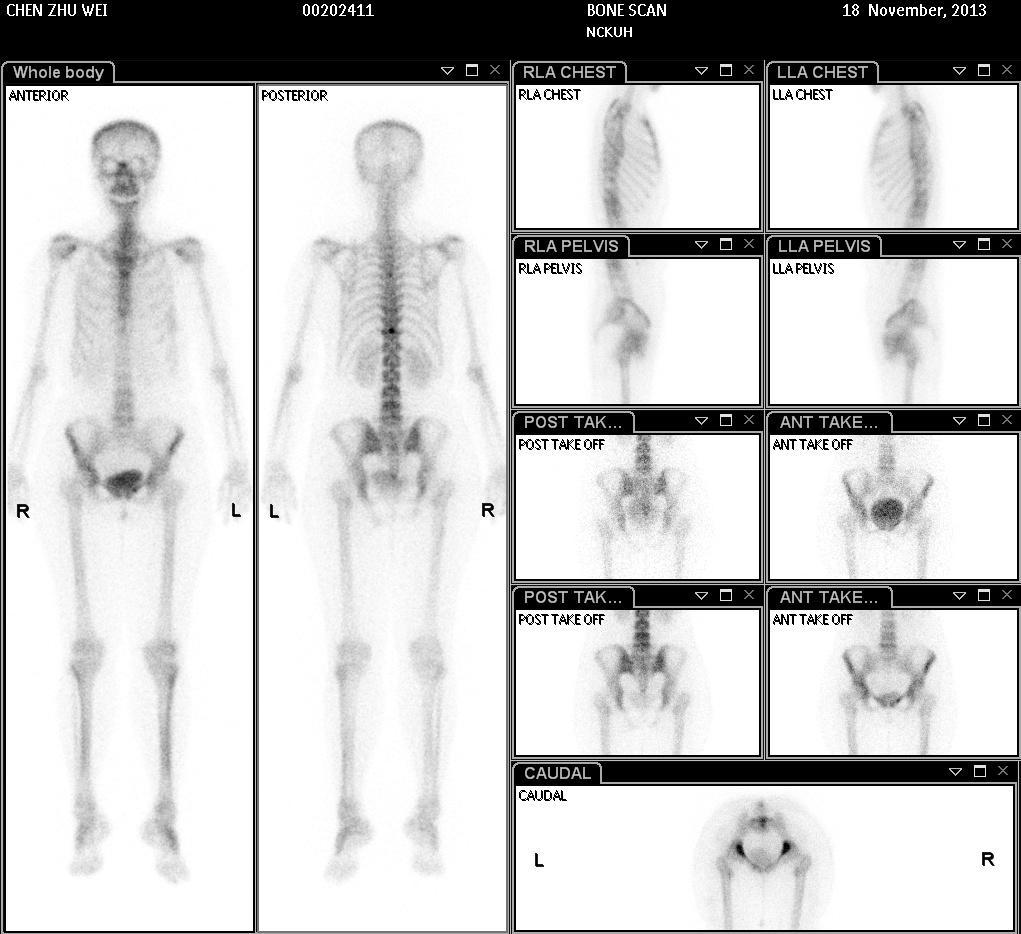 CHEN ZHU WEI 00202411 BONE SCAN 18 November, 2013
NCKUH
Whole body
ANTERIOR
POSTERIOR
R
L
L
R
RLA CHEST
RLA CHEST
LLA CHEST
LLA CHEST
RLA PELVIS
RLA PELVIS
LLA PELVIS
LLA PELVIS
POST TAK...
POST TAKE OFF
ANT TAKE...
ANT TAKE OFF
POST TAK...
POST TAKE OFF
ANT TAKE...
ANT TAKE OFF
CAUDAL
CAUDAL
L
R